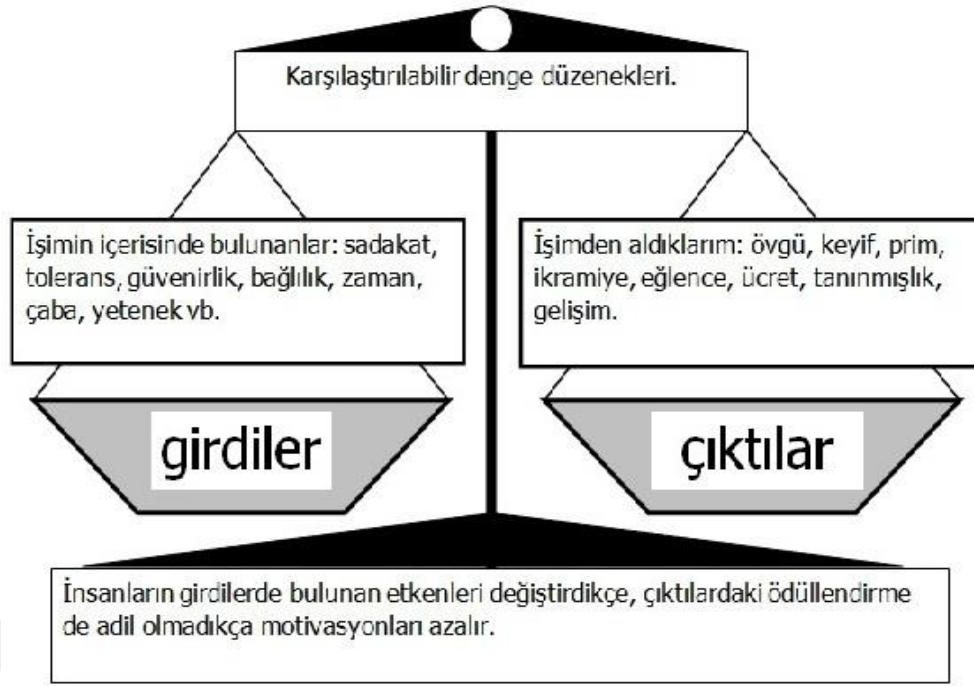 Karşılaştırılabilir denge düzenekleri.
İşimin içerisinde bulunanlar: sadakat,
tolerans, güvenirlik, bağlılık, zaman,
çaba, yetenek vb.
İşimden aldıklarım: övgü, keyif, prim,
ikramiye, eğlence, ücret, tanınmışlık,
gelişim.
girdiler
çıktılar
İnsanların girdilerde bulunan etkenleri değiştirdikçe, çıktılardaki ödüllendirme
de adil olmadıkça motivasyonları azalır.